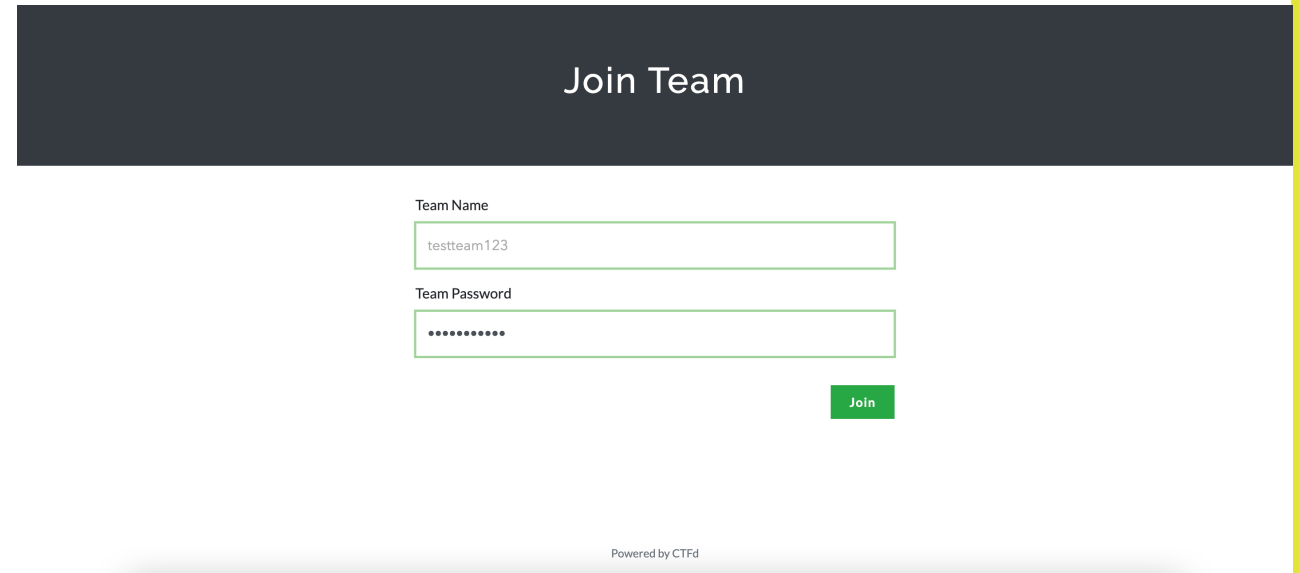 Join Team
Team Name
testteam123
Team Password
•••••••••••
Join
Powered by CTFd